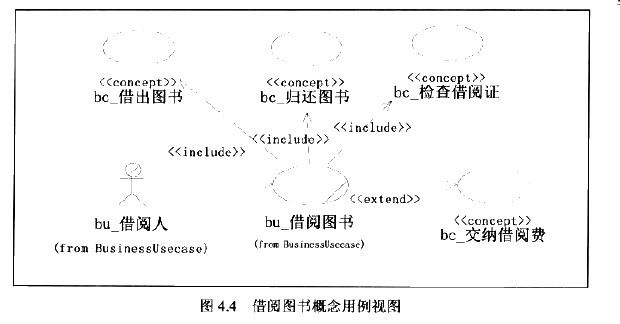 <<concept>> <<concept>> <<concept>>
bc_借出图书 bc_归还图书 bc_检查借阅证
<<include>> <<include>> <<include>>
bu_借阅人 bu_借阅图书 <<extend>> <<concept>>
(from BusinessUsecase) (from BusinessUsecase) bc_交纳借阅费
图 4.4 借阅图书概念用例视图